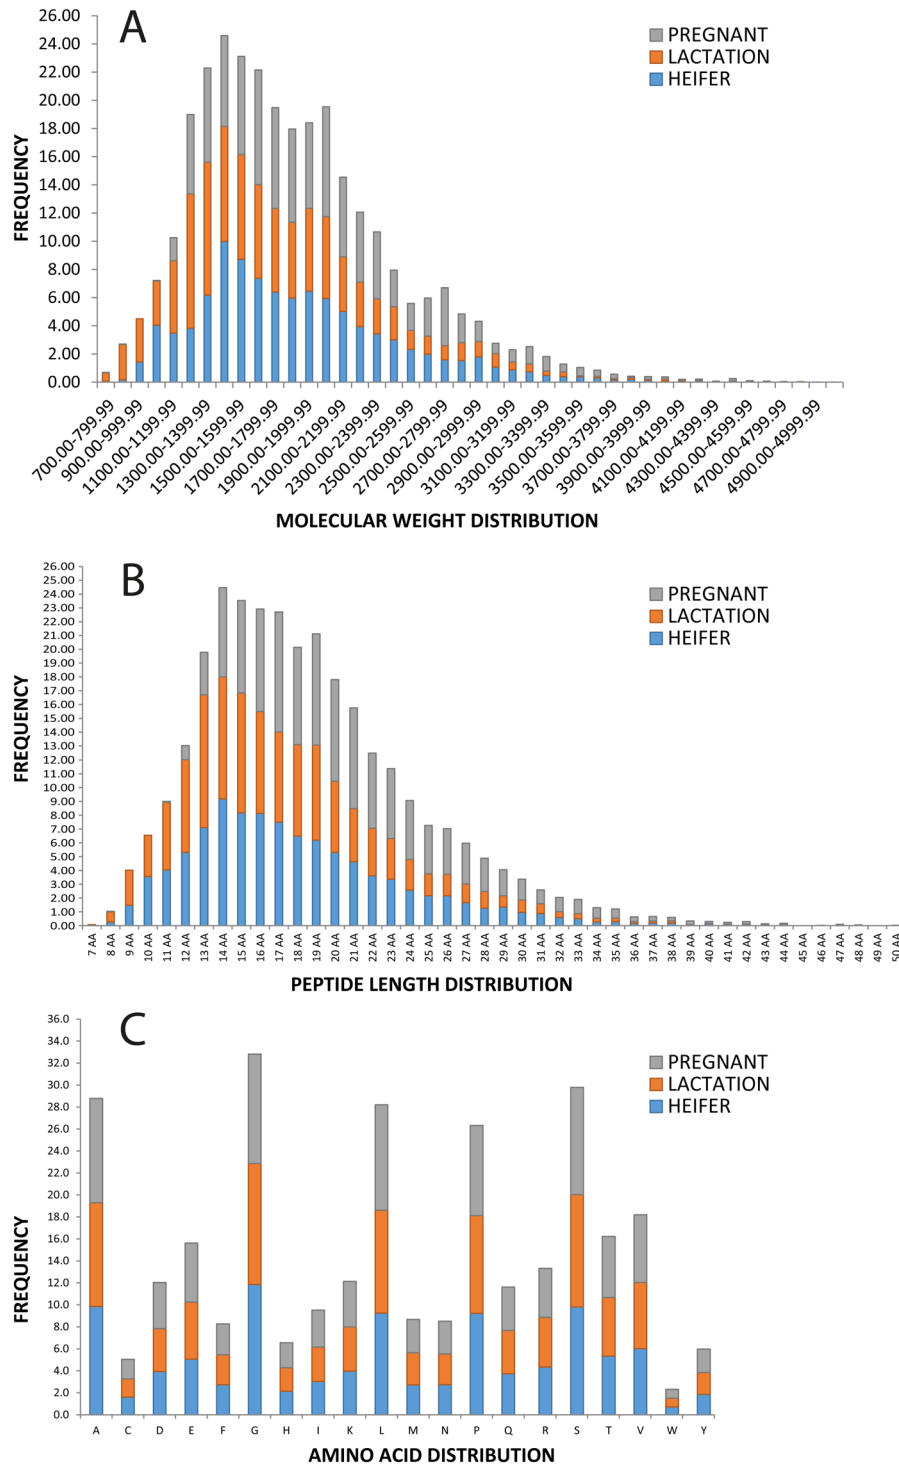 A
PREGNANT
LACTATION
HEIFER
FREQUENCY
26.00
24.00
22.00
20.00
18.00
16.00
14.00
12.00
10.00
8.00
6.00
4.00
2.00
0.00
700.00-799.99
900.00-999.99
1100.00-1199.99
1300.00-1399.99
1500.00-1599.99
1700.00-1799.99
1900.00-1999.99
2100.00-2199.99
2300.00-2399.99
2500.00-2599.99
2700.00-2799.99
2900.00-2999.99
3100.00-3199.99
3300.00-3399.99
3500.00-3599.99
3700.00-3799.99
3900.00-3999.99
4100.00-4199.99
4300.00-4399.99
4500.00-4599.99
4700.00-4799.99
4900.00-4999.99
MOLECULAR WEIGHT DISTRIBUTION
B
PREGNANT
LACTATION
HEIFER
FREQUENCY
26.00
25.00
24.00
23.00
22.00
21.00
20.00
19.00
18.00
17.00
16.00
15.00
14.00
13.00
12.00
11.00
10.00
9.00
8.00
7.00
6.00
5.00
4.00
3.00
2.00
1.00
0.00
7 AA
8 AA
9 AA
10 AA
11 AA
12 AA
13 AA
14 AA
15 AA
16 AA
17 AA
18 AA
19 AA
20 AA
21 AA
22 AA
23 AA
24 AA
25 AA
26 AA
27 AA
28 AA
29 AA
30 AA
31 AA
32 AA
33 AA
34 AA
35 AA
36 AA
37 AA
38 AA
39 AA
40 AA
41 AA
42 AA
43 AA
44 AA
45 AA
46 AA
47 AA
48 AA
49 AA
50 AA
PEPTIDE LENGTH DISTRIBUTION
C
PREGNANT
LACTATION
HEIFER
FREQUENCY
36.0
34.0
32.0
30.0
28.0
26.0
24.0
22.0
20.0
18.0
16.0
14.0
12.0
10.0
8.0
6.0
4.0
2.0
0.0
A C D E F G H I K L M N P Q R S T V W Y
AMINO ACID DISTRIBUTION